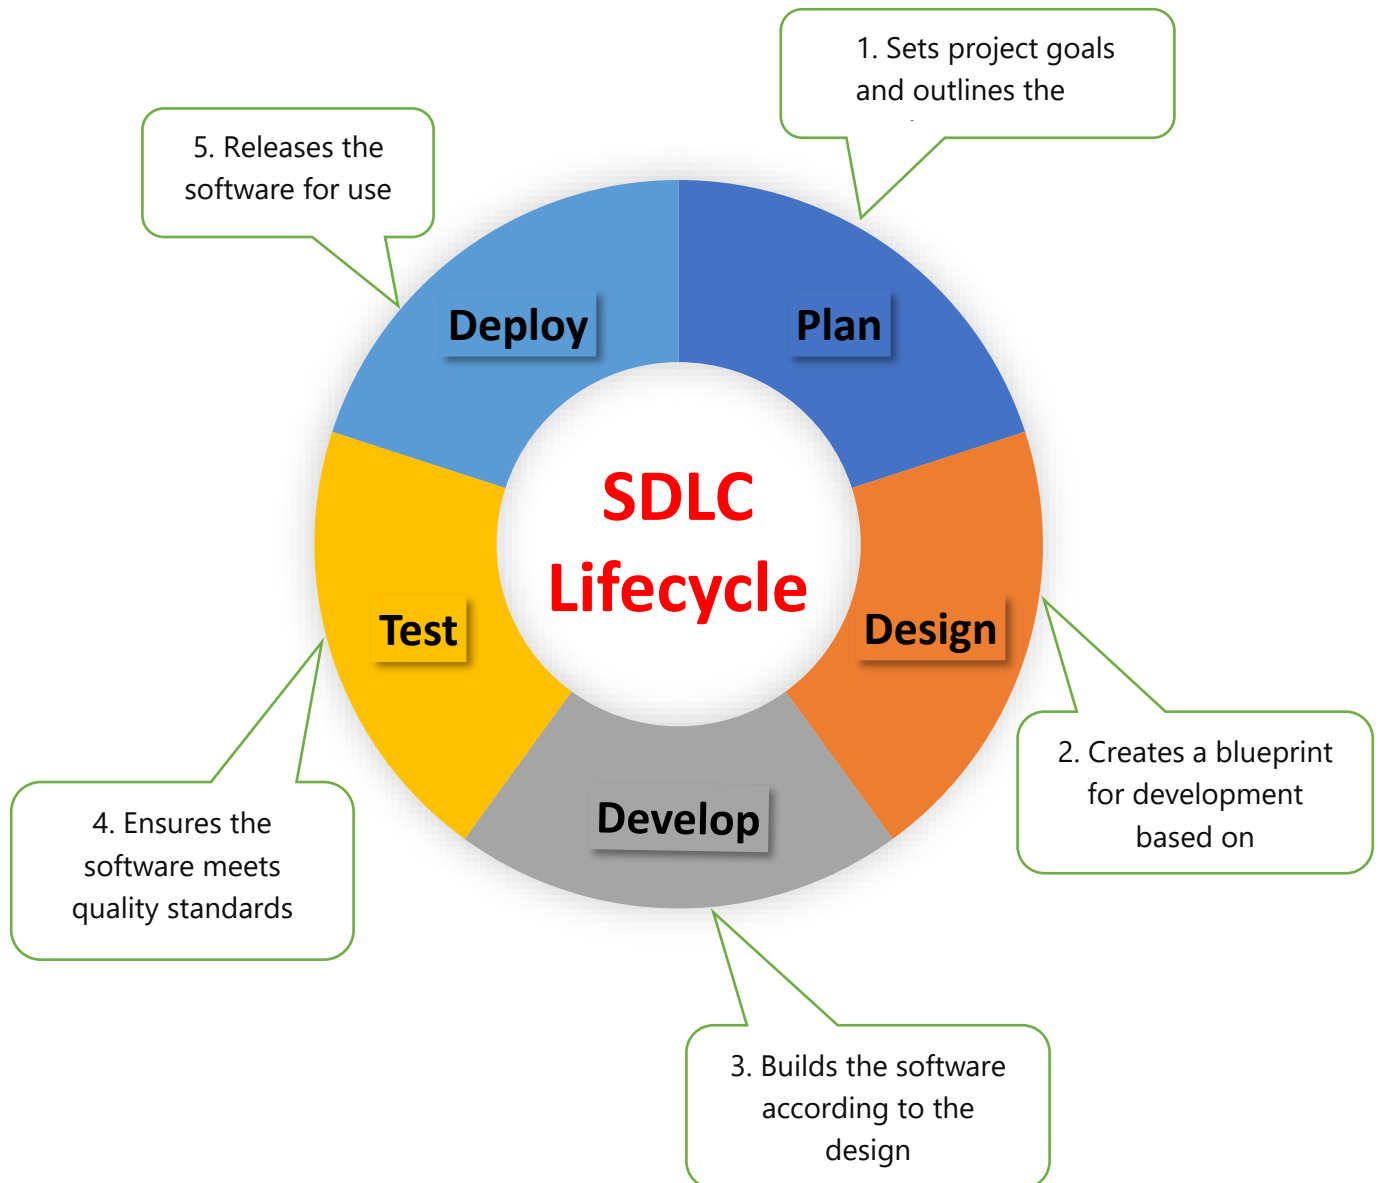 1. Sets project goals
and outlines the
5. Releases the
software for use
Deploy
Plan
SDLC
Lifecycle
Test
Design
Develop
2. Creates a blueprint
for development
based on
4. Ensures the
software meets
quality standards
3. Builds the software
according to the
design